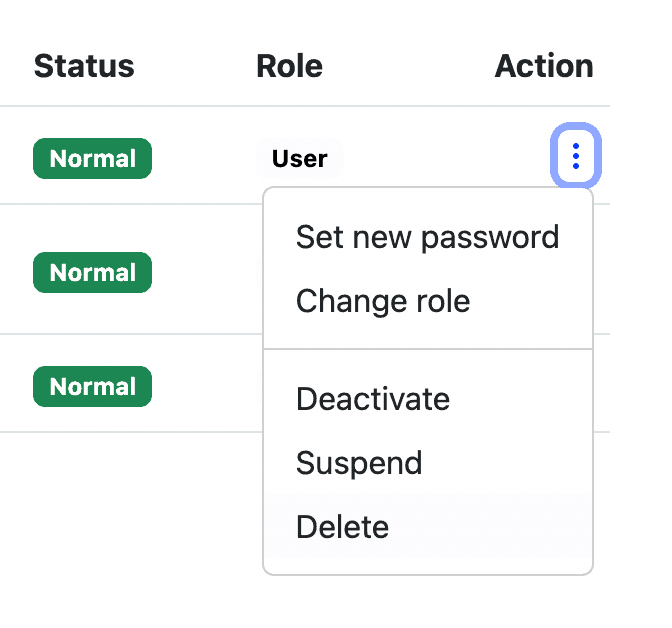 Status Role Action
Normal User
Set new password
Normal
Change role
Normal
Deactivate
Suspend
Delete